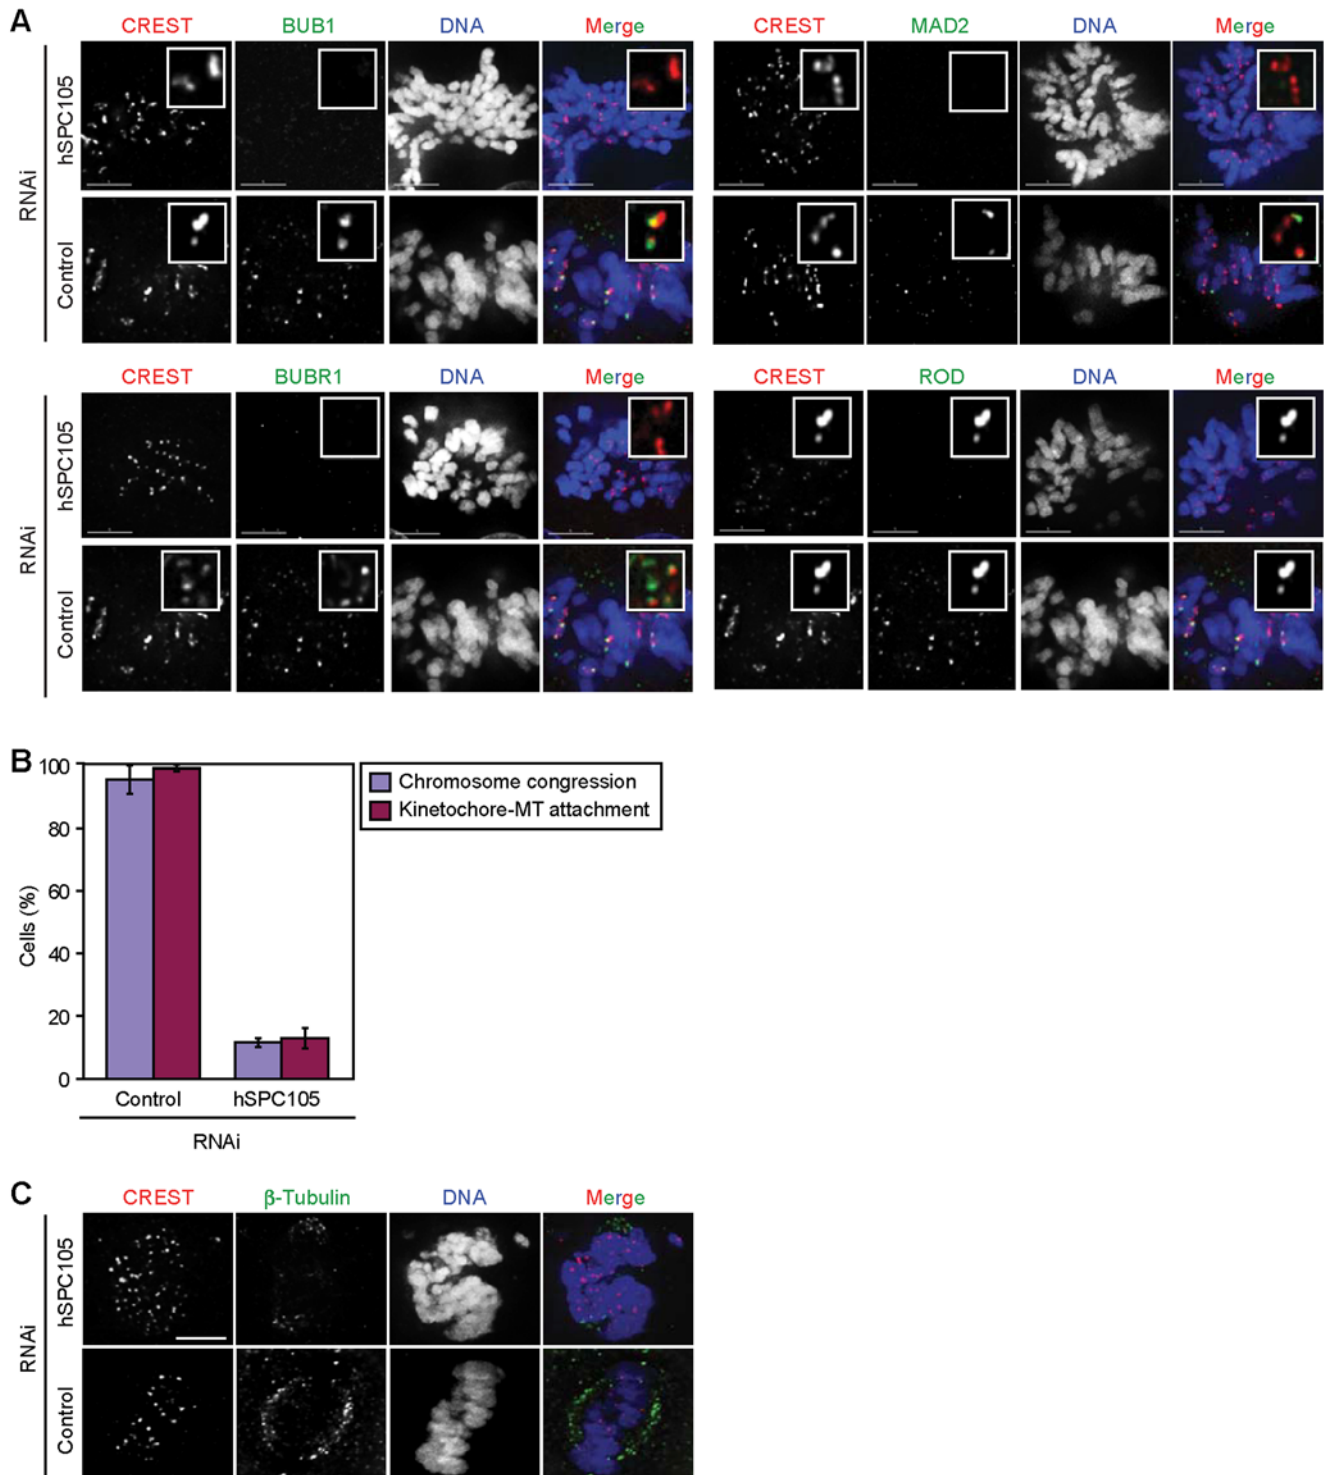 A
CREST BUB1 DNA Merge
CREST MAD2 DNA Merge
RNAi
hSPC105
Control
CREST BUBR1 DNA Merge
CREST ROD DNA Merge
RNAi
hSPC105
Control
B
100
80
60
40
20
0
Cells (%)
Chromosome congression
Kinetochore-MT attachment
Control hSPC105
RNAi
C
CREST β-Tubulin DNA Merge
RNAi
hSPC105
Control